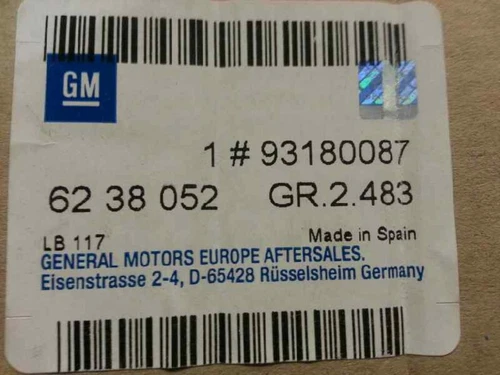 GM
1 # 93180087
62 38 052 GR.2.483
LB 117 Made in Spain
GENERAL MOTORS EUROPE AFTERSALES.
Eisenstrasse 2-4, D-65428 Rüsselsheim Germany